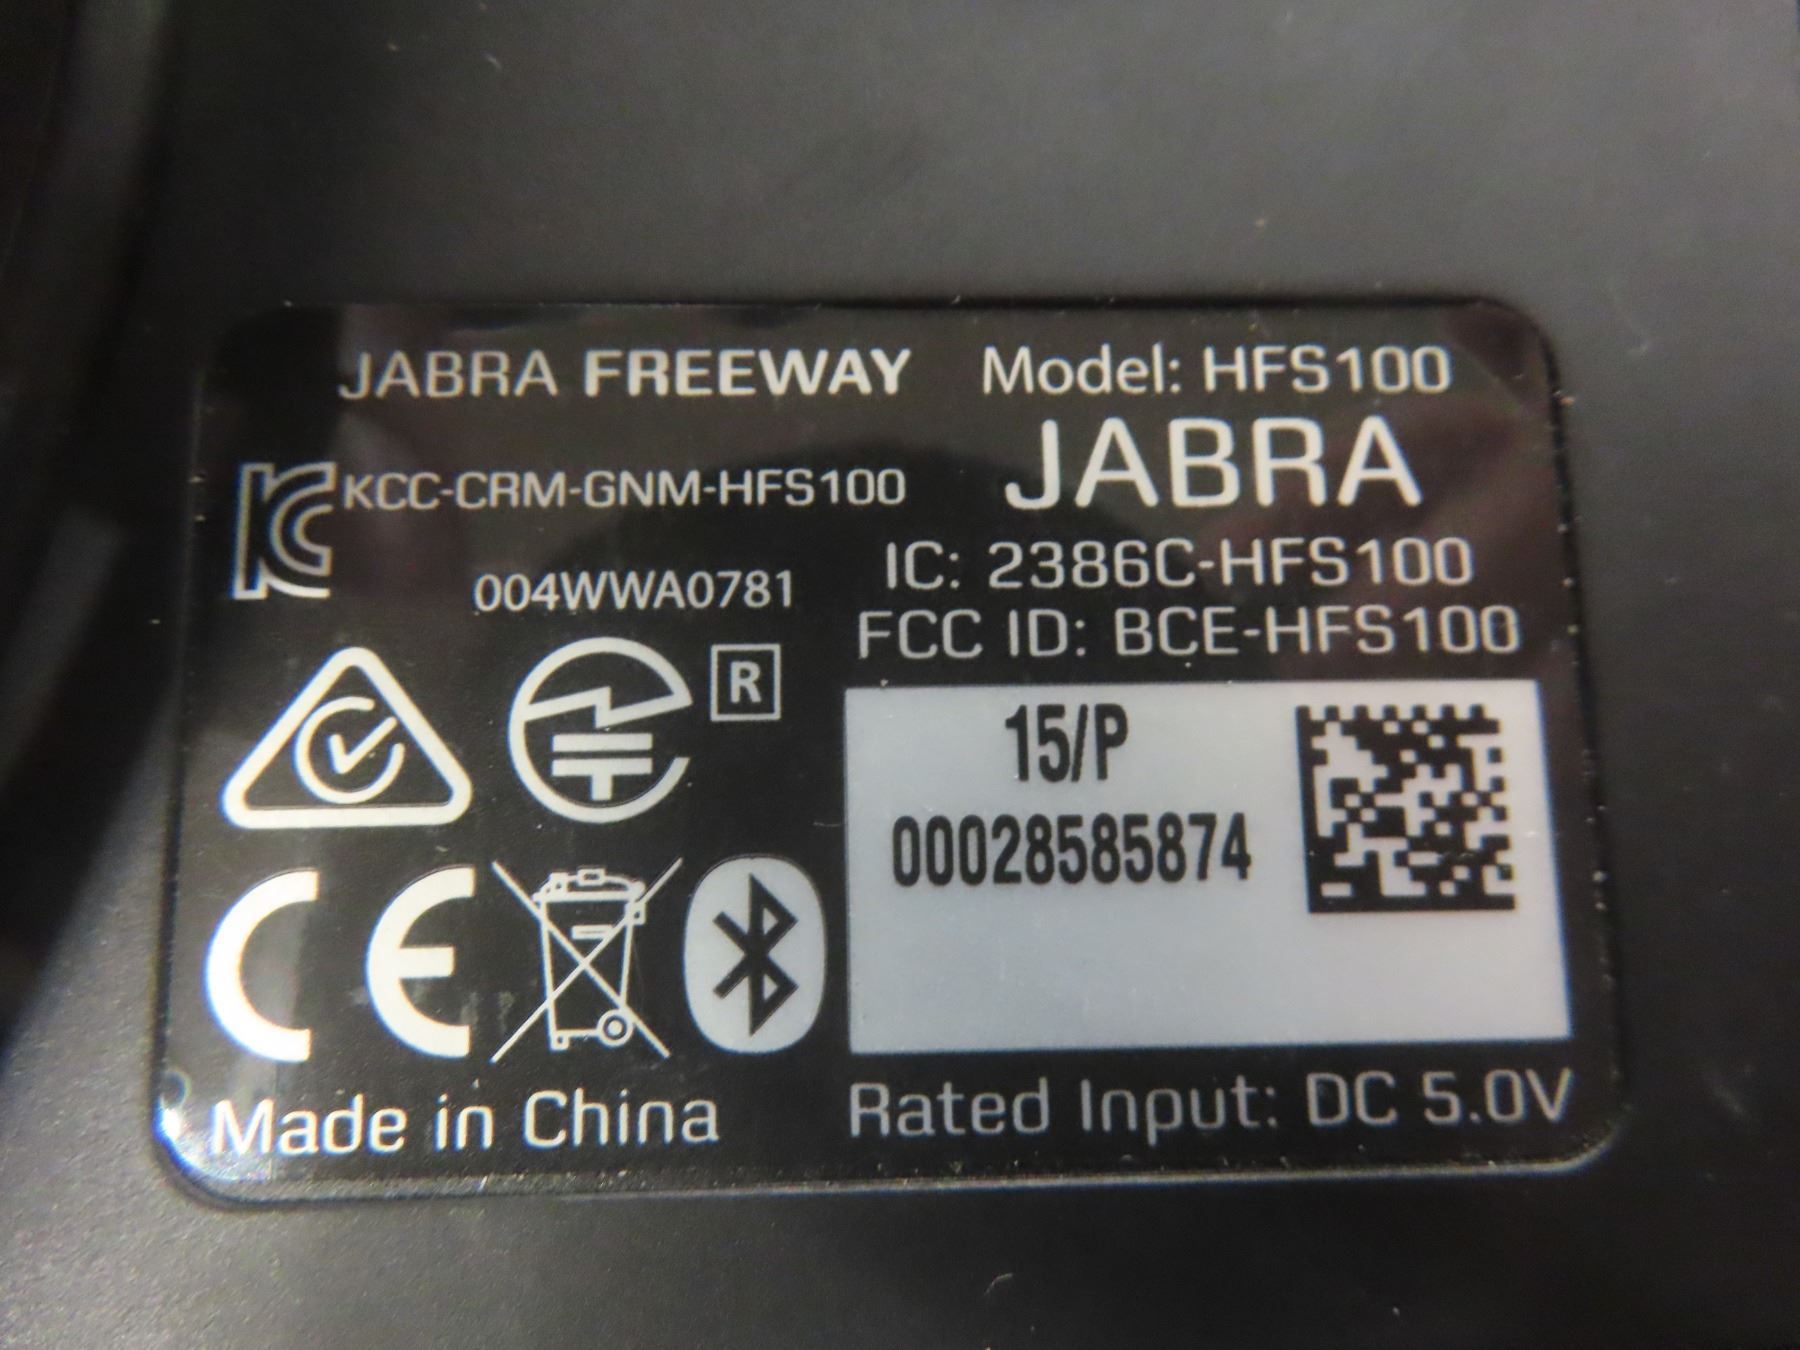 JABRA FREEWAY Model: HFS100
KCC-CRM-GNM-HFS100
JABRA
004WWA0781
IC: 2386C-HFS100
FCC ID: BCE-HFS100
R
15/P
00028585874
CE
Made in China
Rated Input: DC 5.0V